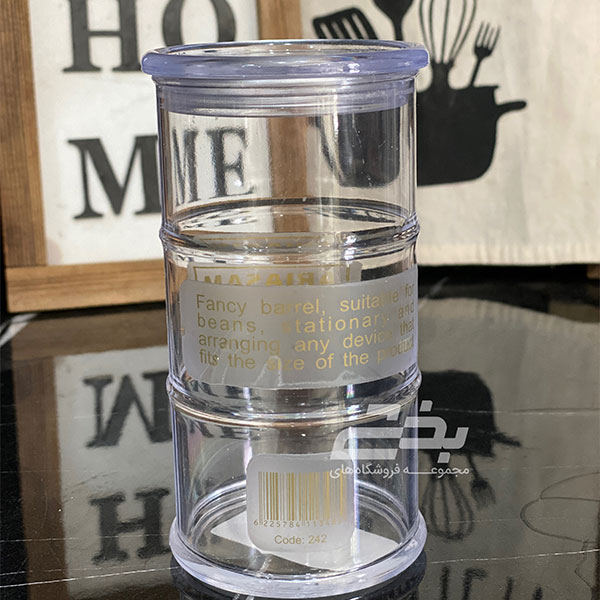 HO
ME
Fancy barrel, suitable for
beans, stationary and
arranging any device that
fits the size of the product
بخشی
مجموعه فروشگاه‌های
Code: 242